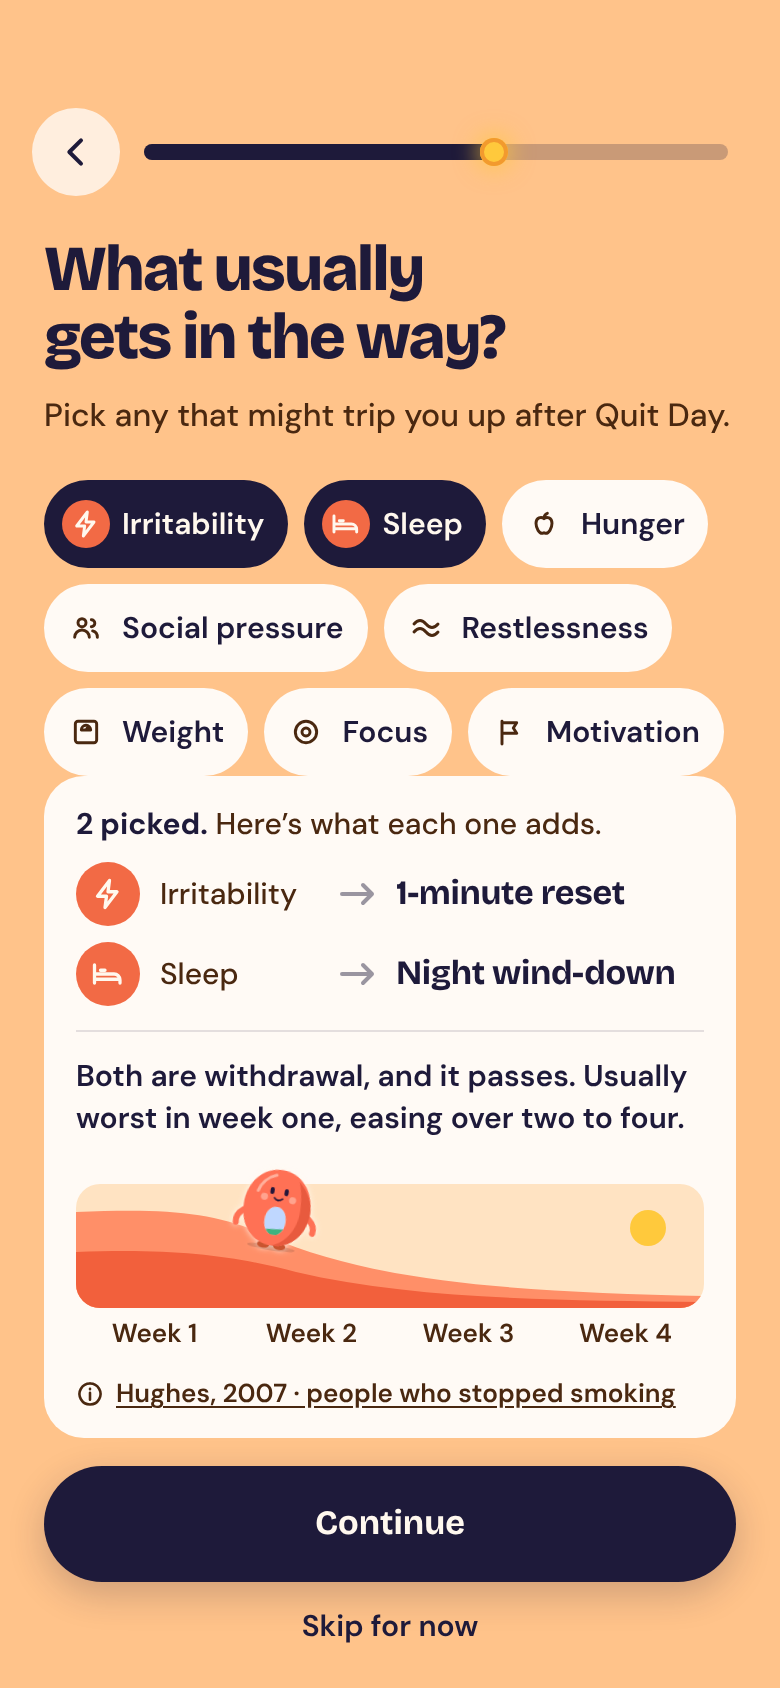 What usually
gets in the way?
Pick any that might trip you up after Quit Day.
Irritability
Sleep
Hunger
Social pressure
Restlessness
Weight
Focus
Motivation
2 picked. Here’s what each one adds.
Irritability → 1-minute reset
Sleep → Night wind-down
Both are withdrawal, and it passes. Usually
worst in week one, easing over two to four.
Week 1 Week 2 Week 3 Week 4
Hughes, 2007 · people who stopped smoking
Continue
Skip for now